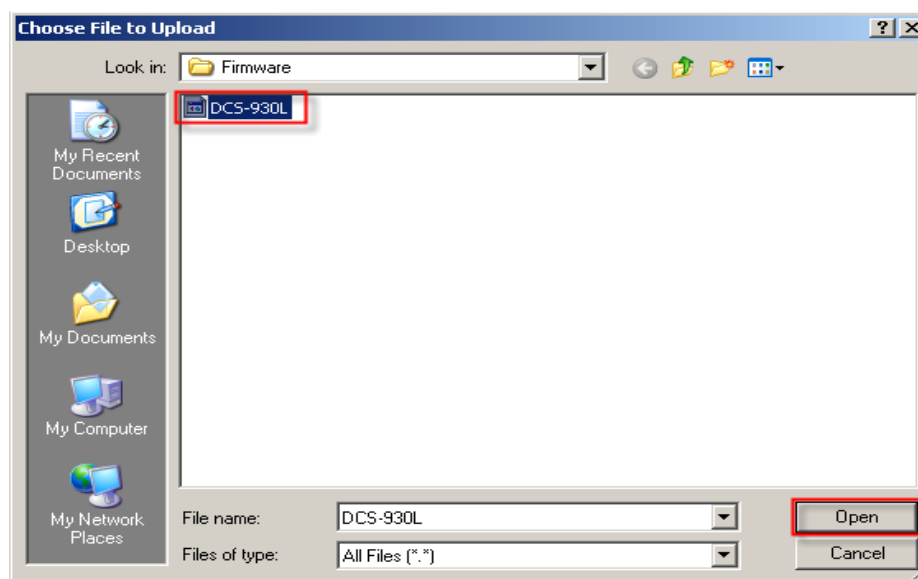 Choose File to Upload
Look in:
Firmware
DCS-930L
My Recent
Documents
Desktop
My Documents
My Computer
My Network
Places
File name:
DCS-930L
Open
Files of type:
All Files (*.*)
Cancel